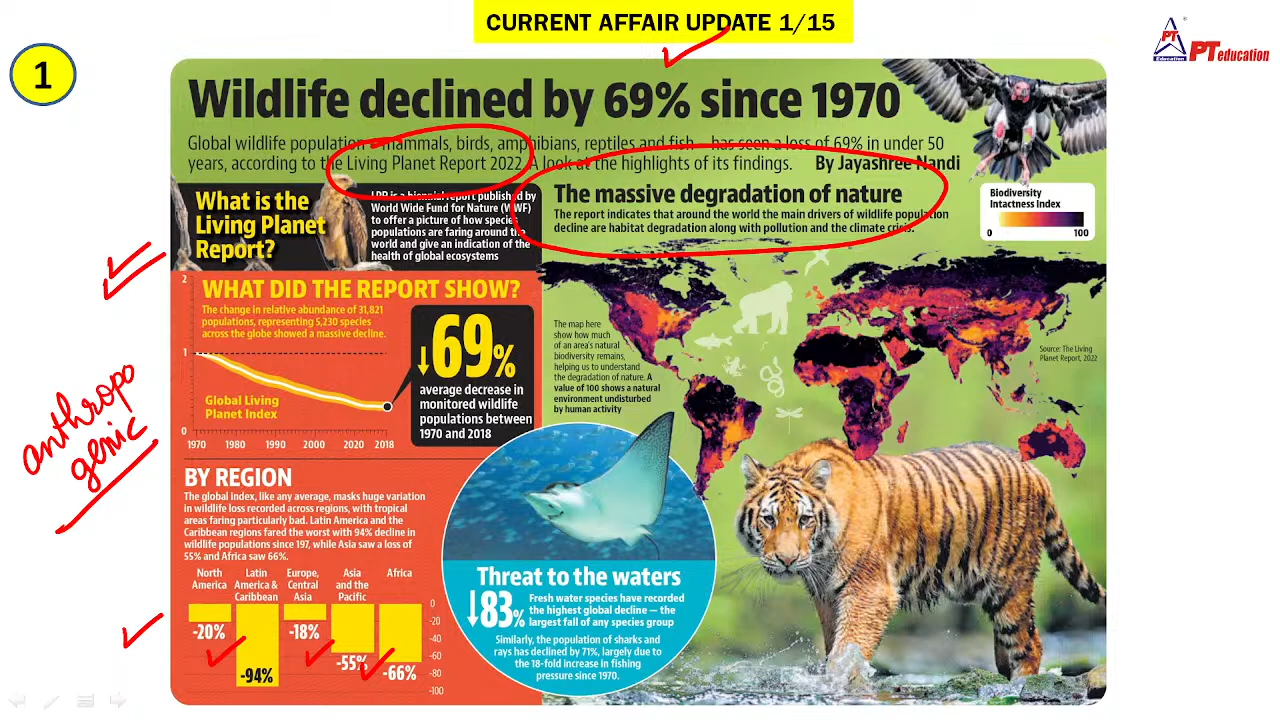 CURRENT AFFAIR UPDATE 1/15
1
PT
Education
PT education
Wildlife declined by 69% since 1970
Global wildlife population – mammals, birds, amphibians, reptiles and fish – has seen a loss of 69% in under 50
years, according to the Living Planet Report 2022. A look at the highlights of its findings. By Jayashree Nandi
What is the
Living Planet
Report?
LPR is a biennial report published by
World Wide Fund for Nature (WWF)
to offer a picture of how species
populations are faring around the
world and give an indication of the
health of global ecosystems
The massive degradation of nature
The report indicates that around the world the main drivers of wildlife population
decline are habitat degradation along with pollution and the climate crisis.
Biodiversity
Intactness Index
0 100
WHAT DID THE REPORT SHOW?
The change in relative abundance of 31,821
populations, representing 5,230 species
across the globe showed a massive decline.
2
1
0
Global Living
Planet Index
1970 1980 1990 2000 2020 2018
↓69%
average decrease in
monitored wildlife
populations between
1970 and 2018
The map here
show how much
of an area's natural
biodiversity remains,
helping us to understand
the degradation of nature. A
value of 100 shows a natural
environment undisturbed
by human activity
Source: The Living
Planet Report, 2022
anthropo
genic
BY REGION
The global index, like any average, masks huge variation
in wildlife loss recorded across regions, with tropical
areas faring particularly bad. Latin America and the
Caribbean regions fared the worst with 94% decline in
wildlife populations since 197, while Asia saw a loss of
55% and Africa saw 66%.
North
America
Latin
America &
Caribbean
Europe,
Central
Asia
Asia
and the
Pacific
Africa
-20%
-94%
-18%
-55%
-66%
0
-20
-40
-60
-80
-100
Threat to the waters
↓83%
Fresh water species have recorded
the highest global decline — the
largest fall of any species group
Similarly, the population of sharks and
rays has declined by 71%, largely due to
the 18-fold increase in fishing
pressure since 1970.